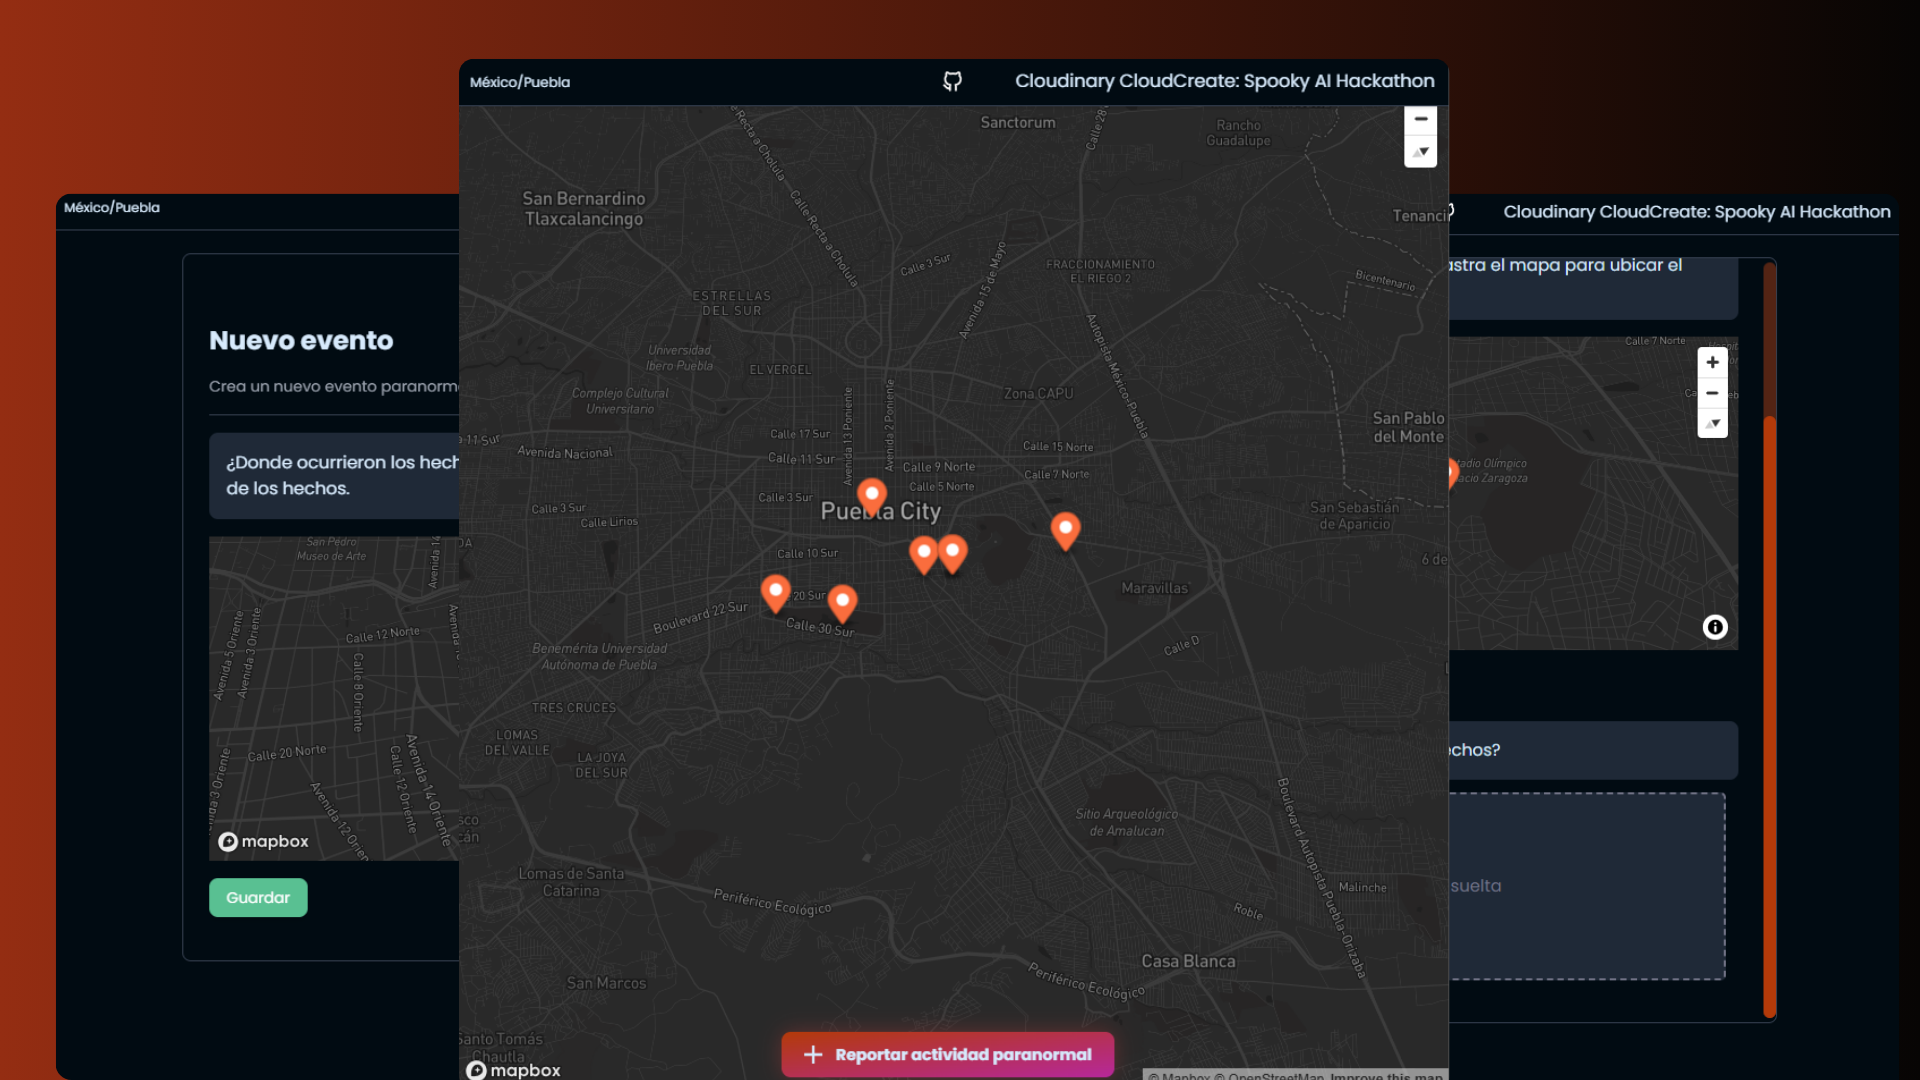 México/Puebla
Nuevo evento
Crea un nuevo evento paranorm
¿Donde ocurrieron los hech
de los hechos.
San Pedro
Museo de Arte
Avenida 5 Oriente
Avenida 3 Oriente
Calle 12 Norte
Calle 8 Oriente
Calle 20 Norte
Calle 12 Oriente
Avenida 14 Oriente
Avenida 12 Orien
mapbox
Guardar
México/Puebla
Cloudinary CloudCreate: Spooky AI Hackathon
Sanctorum
Calle 28
Rancho
Guadalupe
Recta a Cholula
Calle Recta a Cholula
San Bernardino
Tlaxcalancingo
Tenanci
Calle 3 Sur
Avenida 15 de Mayo
FRACCIONAMIENTO
EL RIEGO 2
Bicentenario
ESTRELLAS
DEL SUR
Autopista México-Puebla
Universidad
Ibero Puebla
EL VERGEL
Complejo Cultural
Universitario
Avenida 13 Poniente
Avenida 2 Poniente
Zona CAPU
San Pablo
del Monte
11 Sur
Avenida Nacional
Calle 17 Sur
Calle 11 Sur
Calle 9 Norte
Calle 15 Norte
Calle 7 Norte
Calle 5 Norte
Calle 3 Sur
Calle 3 Sur
Calle Lirios
Puebla City
San Sebastián
de Aparicio
Calle 10 Sur
6 de
Maravillas
20 Sur
Boulevard 22 Sur
Calle 30 Sur
Benemérita Universidad
Autónoma de Puebla
Calle D
TRES CRUCES
LOMAS
DEL VALLE
LA JOYA
DEL SUR
Sitio Arqueológico
de Amalucan
Boulevard Autopista Puebla-Orizaba
Lomas de Santa
Catarina
Periférico Ecológico
Malinche
Roble
Casa Blanca
Periférico Ecológico
San Marcos
Santo Tomás
Chautla
mapbox
Reportar actividad paranormal
© Mapbox © OpenStreetMap Improve this map
Cloudinary CloudCreate: Spooky AI Hackathon
astra el mapa para ubicar el
Calle 7 Norte
tadio Olímpico
acio Zaragoza
echos?
suelta